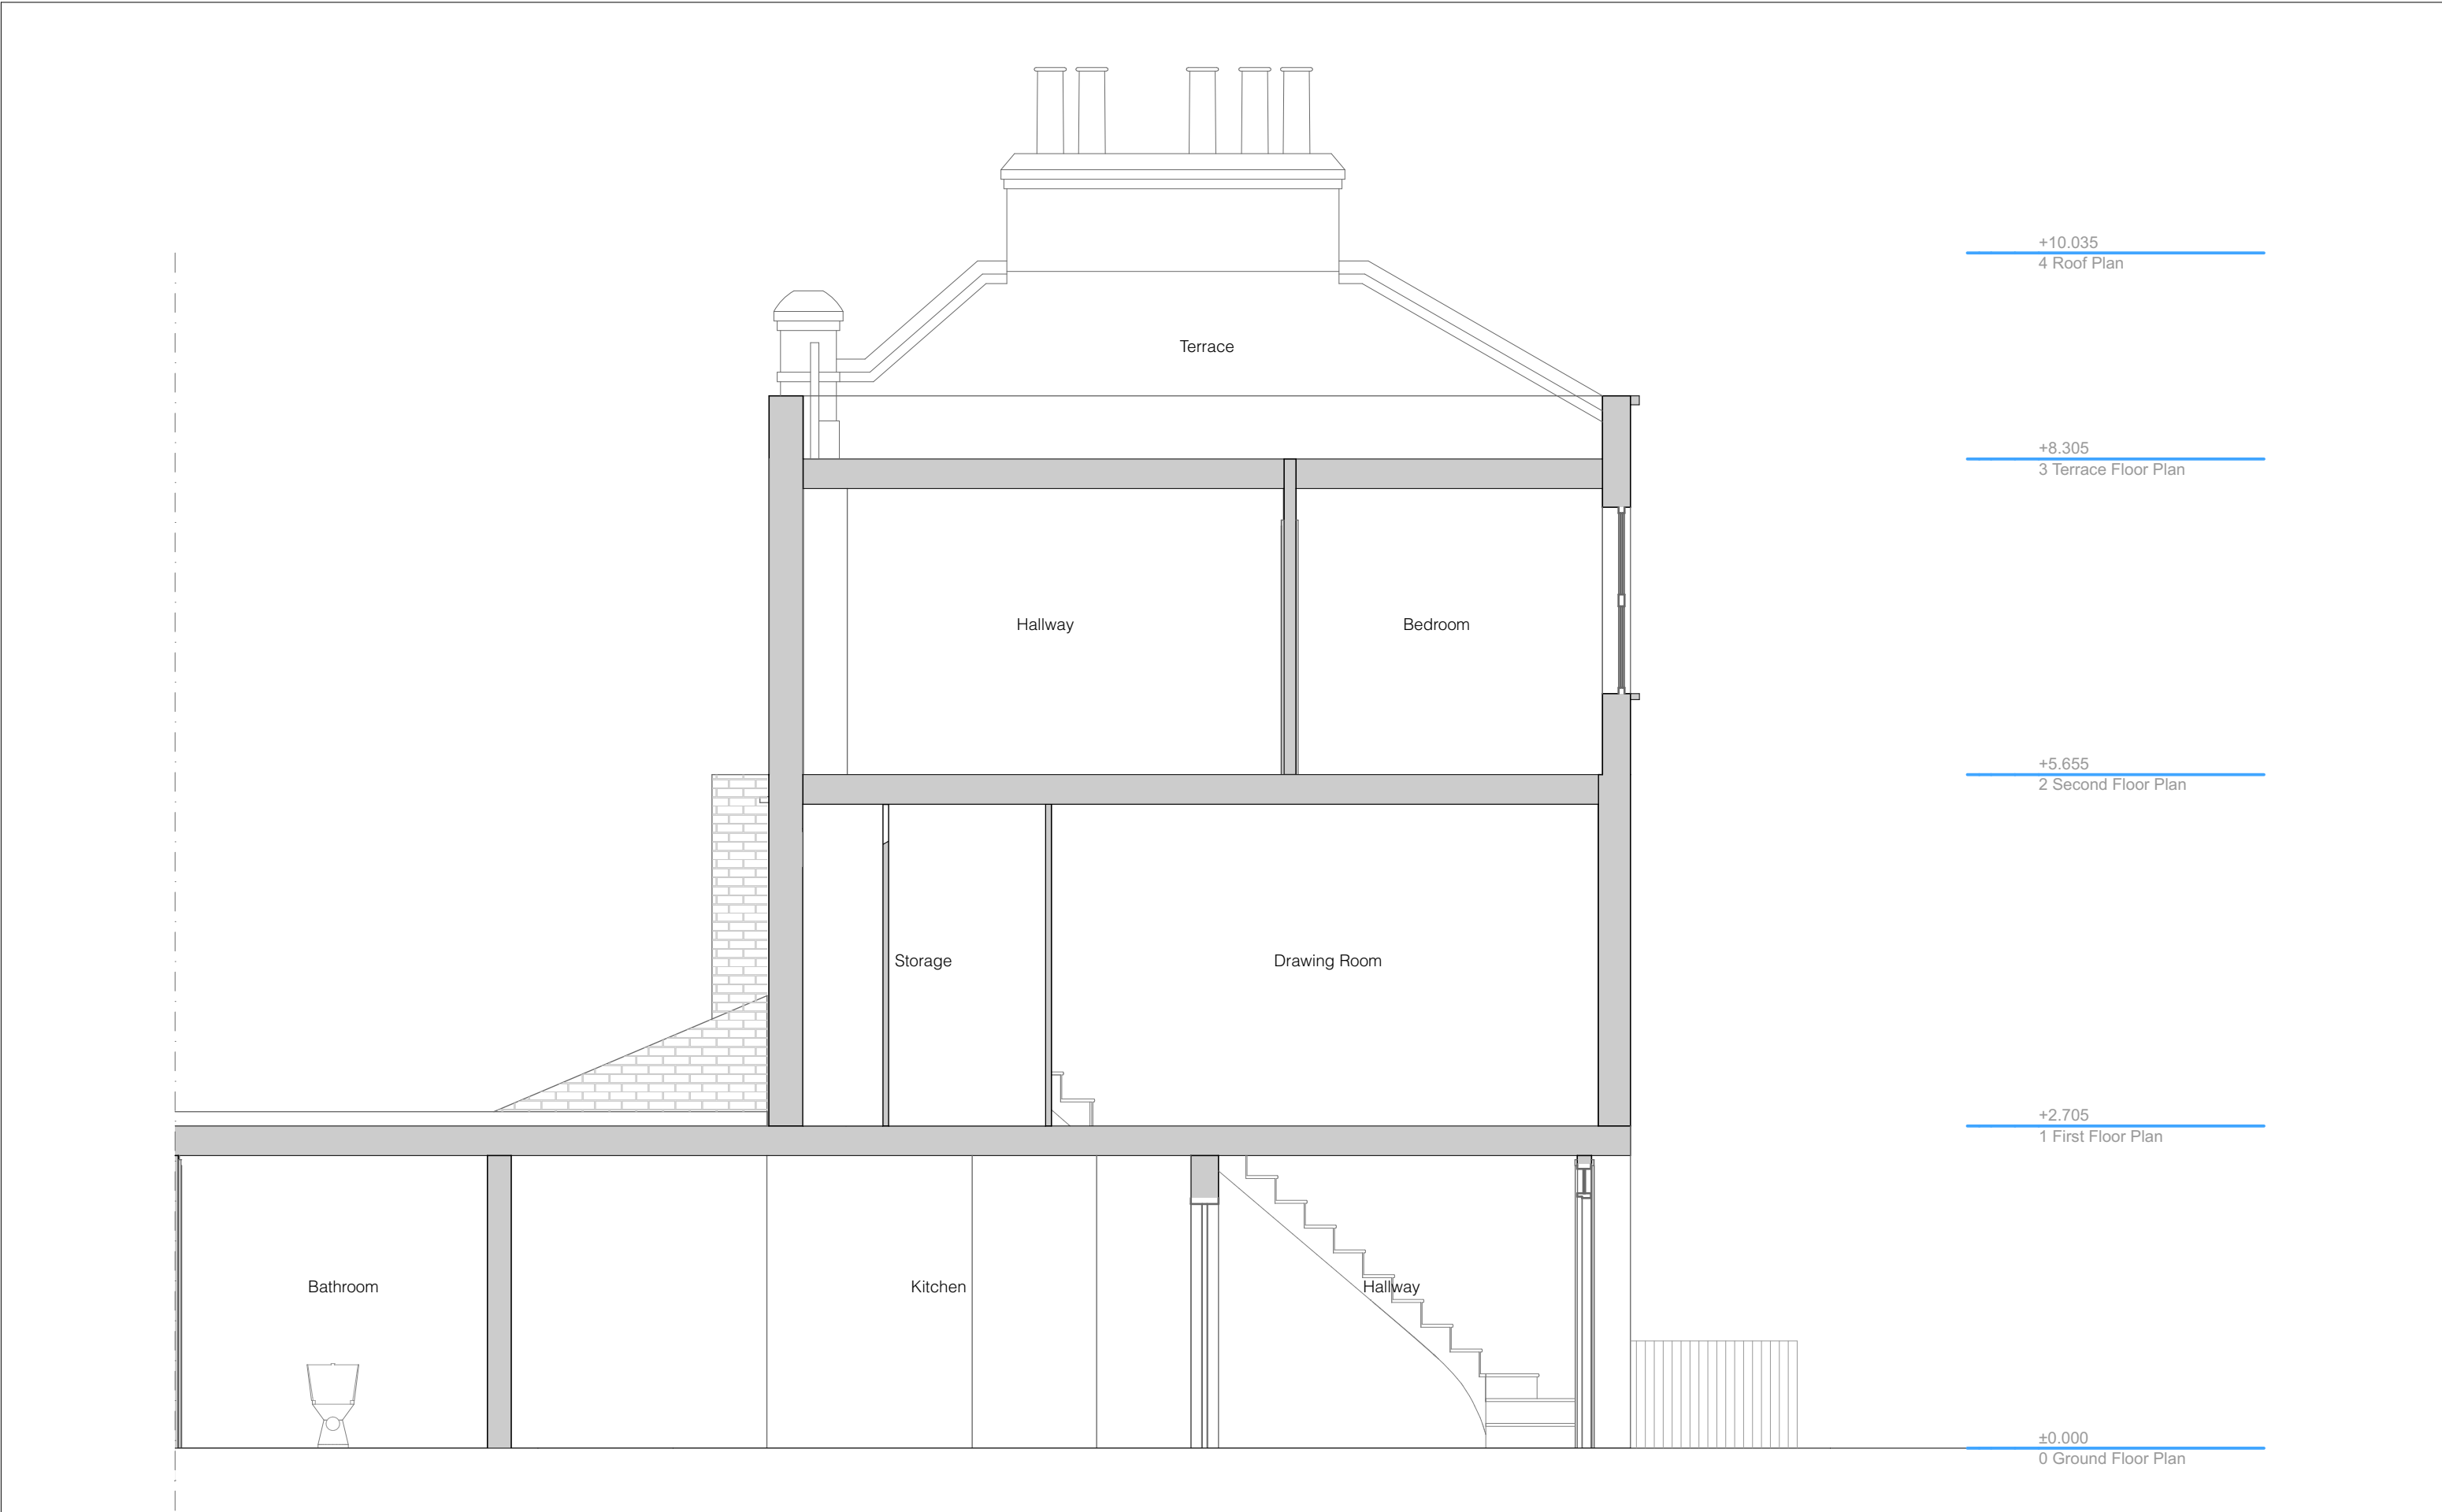 +10.035
4 Roof Plan
Terrace
+8.305
3 Terrace Floor Plan
Hallway
Bedroom
+5.655
2 Second Floor Plan
Storage
Drawing Room
+2.705
1 First Floor Plan
Bathroom
Kitchen
Hallway
±0.000
0 Ground Floor Plan